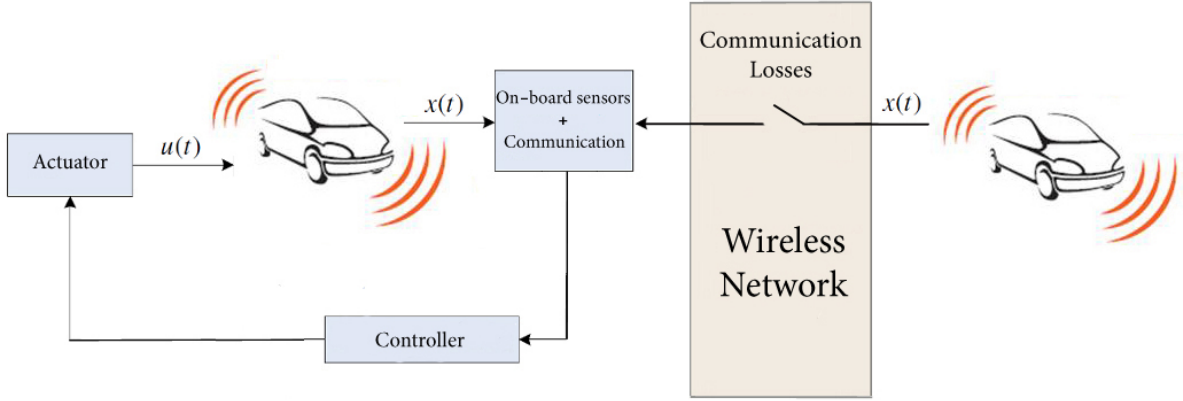 Communication
Losses
x(t)
x(t)
On-board sensors
+
Communication
u(t)
Actuator
Wireless
Network
Controller